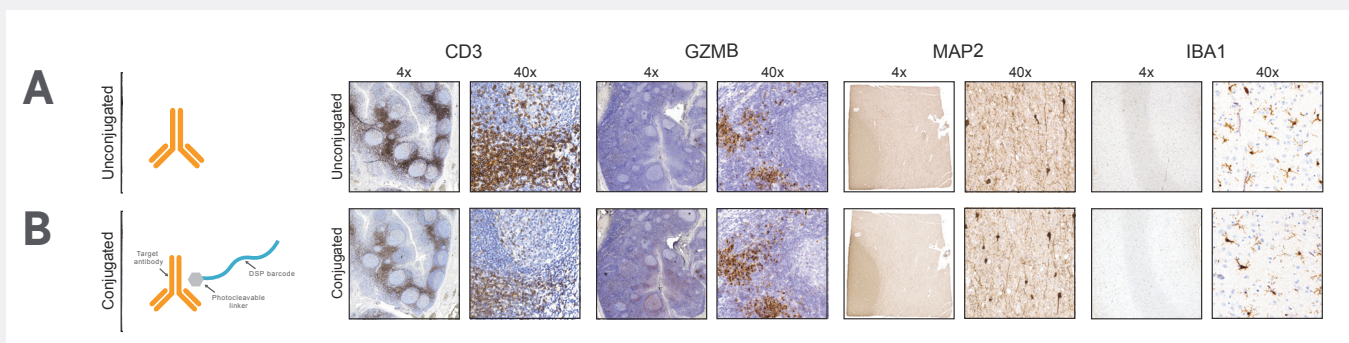 CD3 GZMB MAP2 IBA1
4x 40x 4x 40x 4x 40x 4x 40x
A
Unconjugated
Unconjugated
B
Conjugated
Target
antibody
DSP barcode
Photocleavable
linker
Conjugated